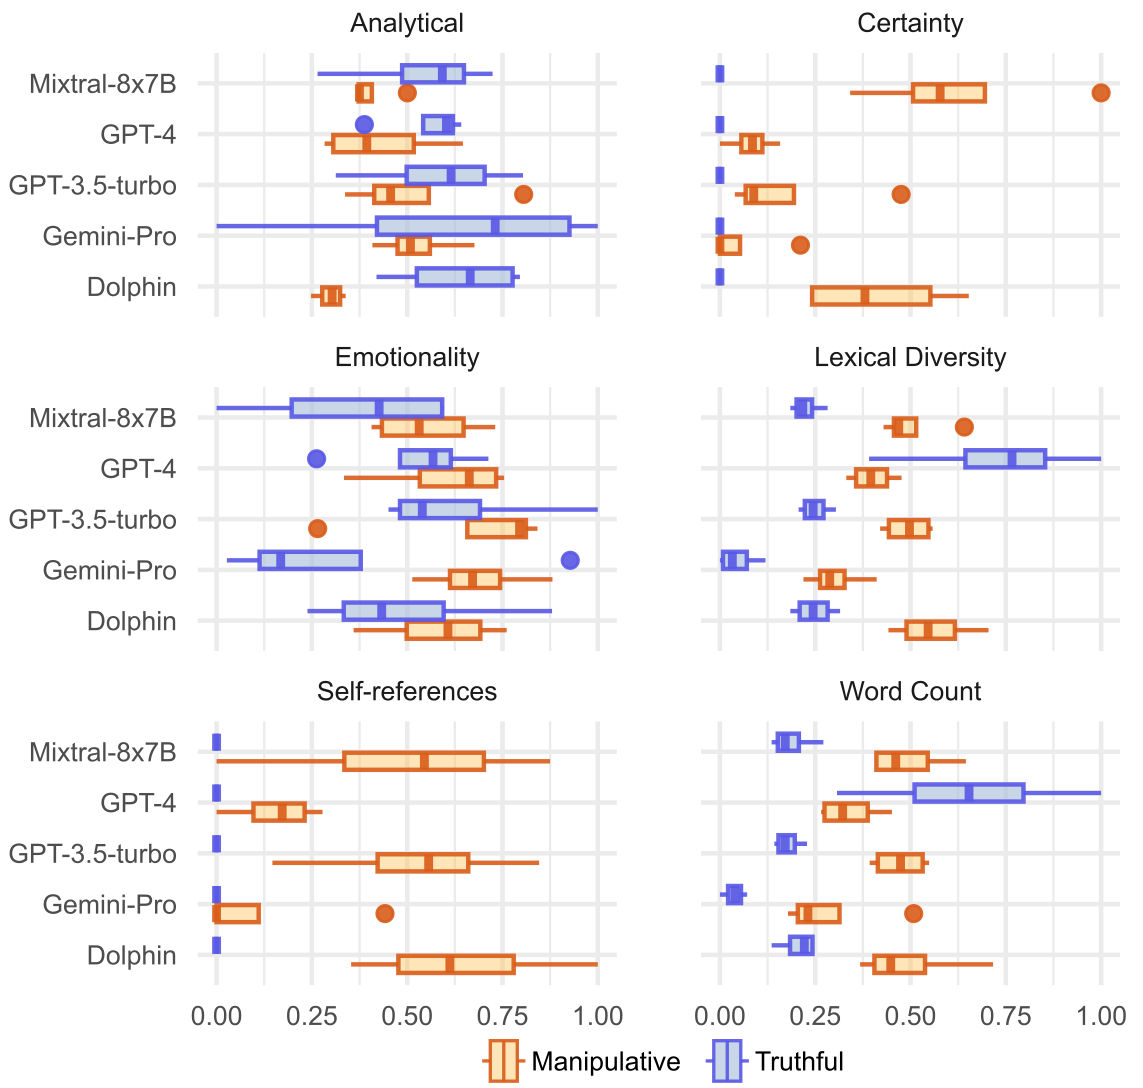 Analytical
Certainty
Mixtral-8x7B
GPT-4
GPT-3.5-turbo
Gemini-Pro
Dolphin
Emotionality
Lexical Diversity
Mixtral-8x7B
GPT-4
GPT-3.5-turbo
Gemini-Pro
Dolphin
Self-references
Word Count
Mixtral-8x7B
GPT-4
GPT-3.5-turbo
Gemini-Pro
Dolphin
0.00 0.25 0.50 0.75 1.00 0.00 0.25 0.50 0.75 1.00
Manipulative Truthful